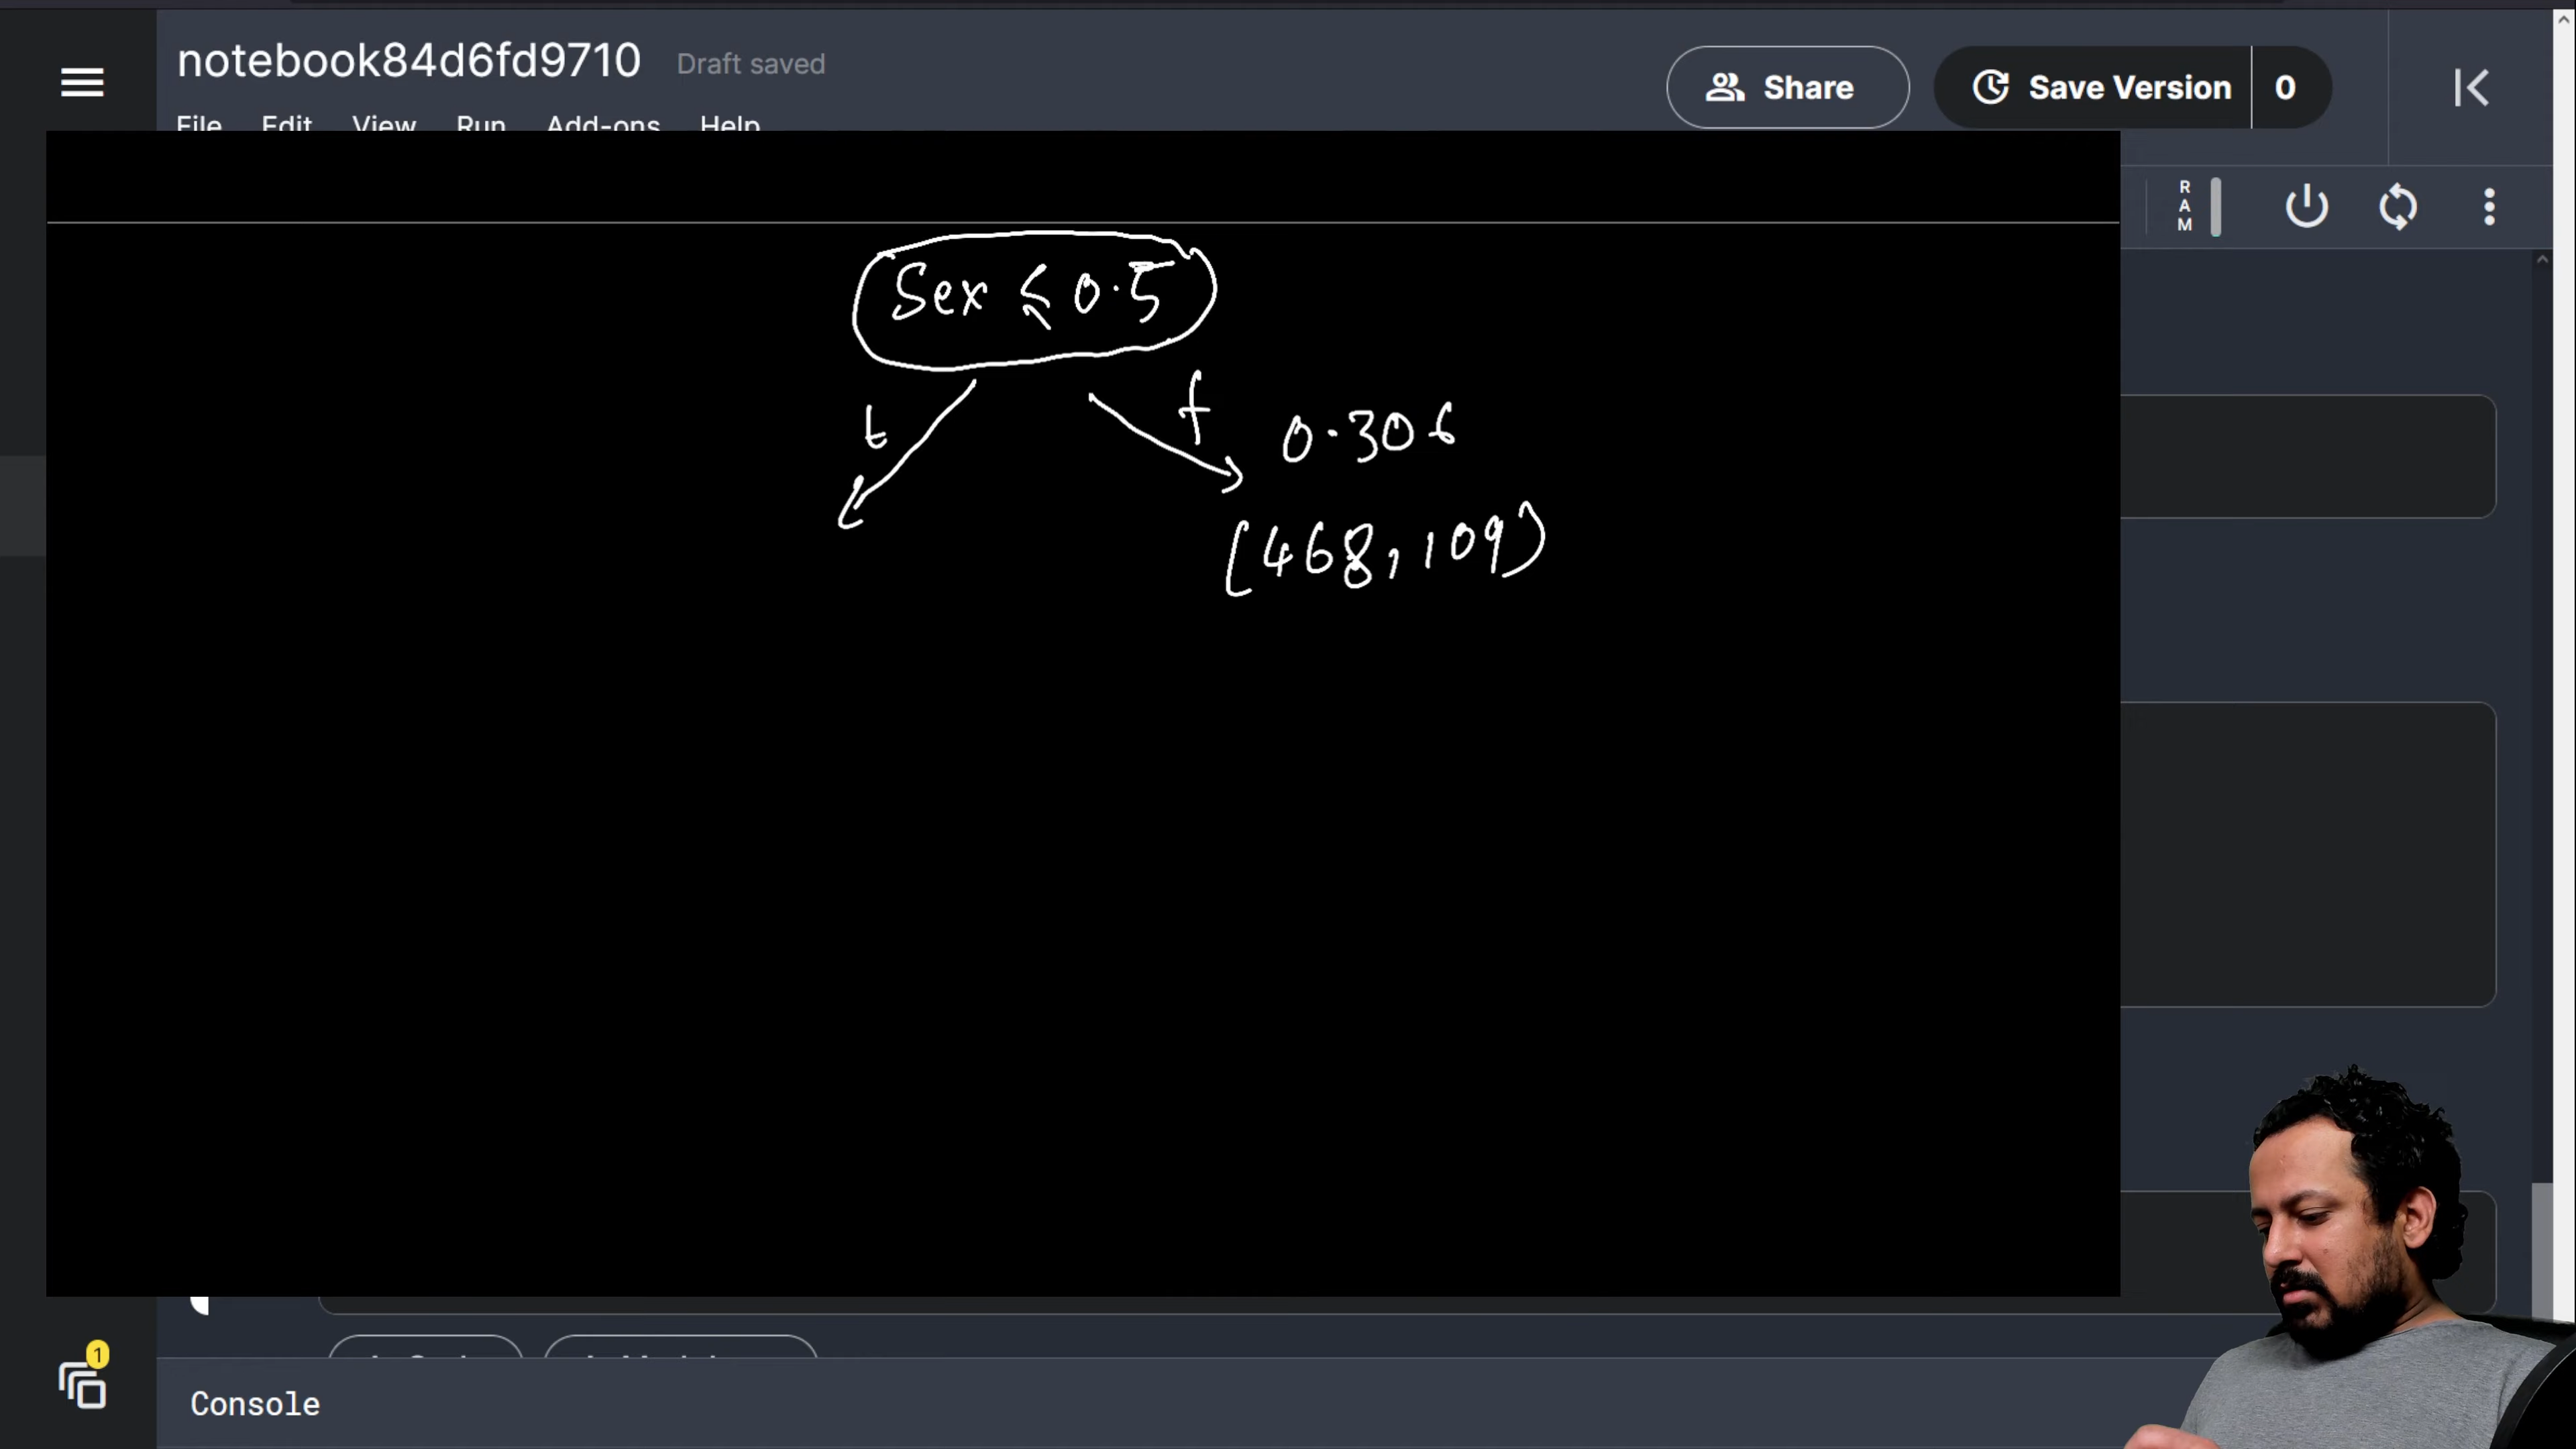 notebook84d6fd9710 Draft saved
Share
Save Version 0
File Edit View Run Add-ons Help
RAM
Sex ≤ 0.5
t
f
0.306
[468, 109]
1
Console